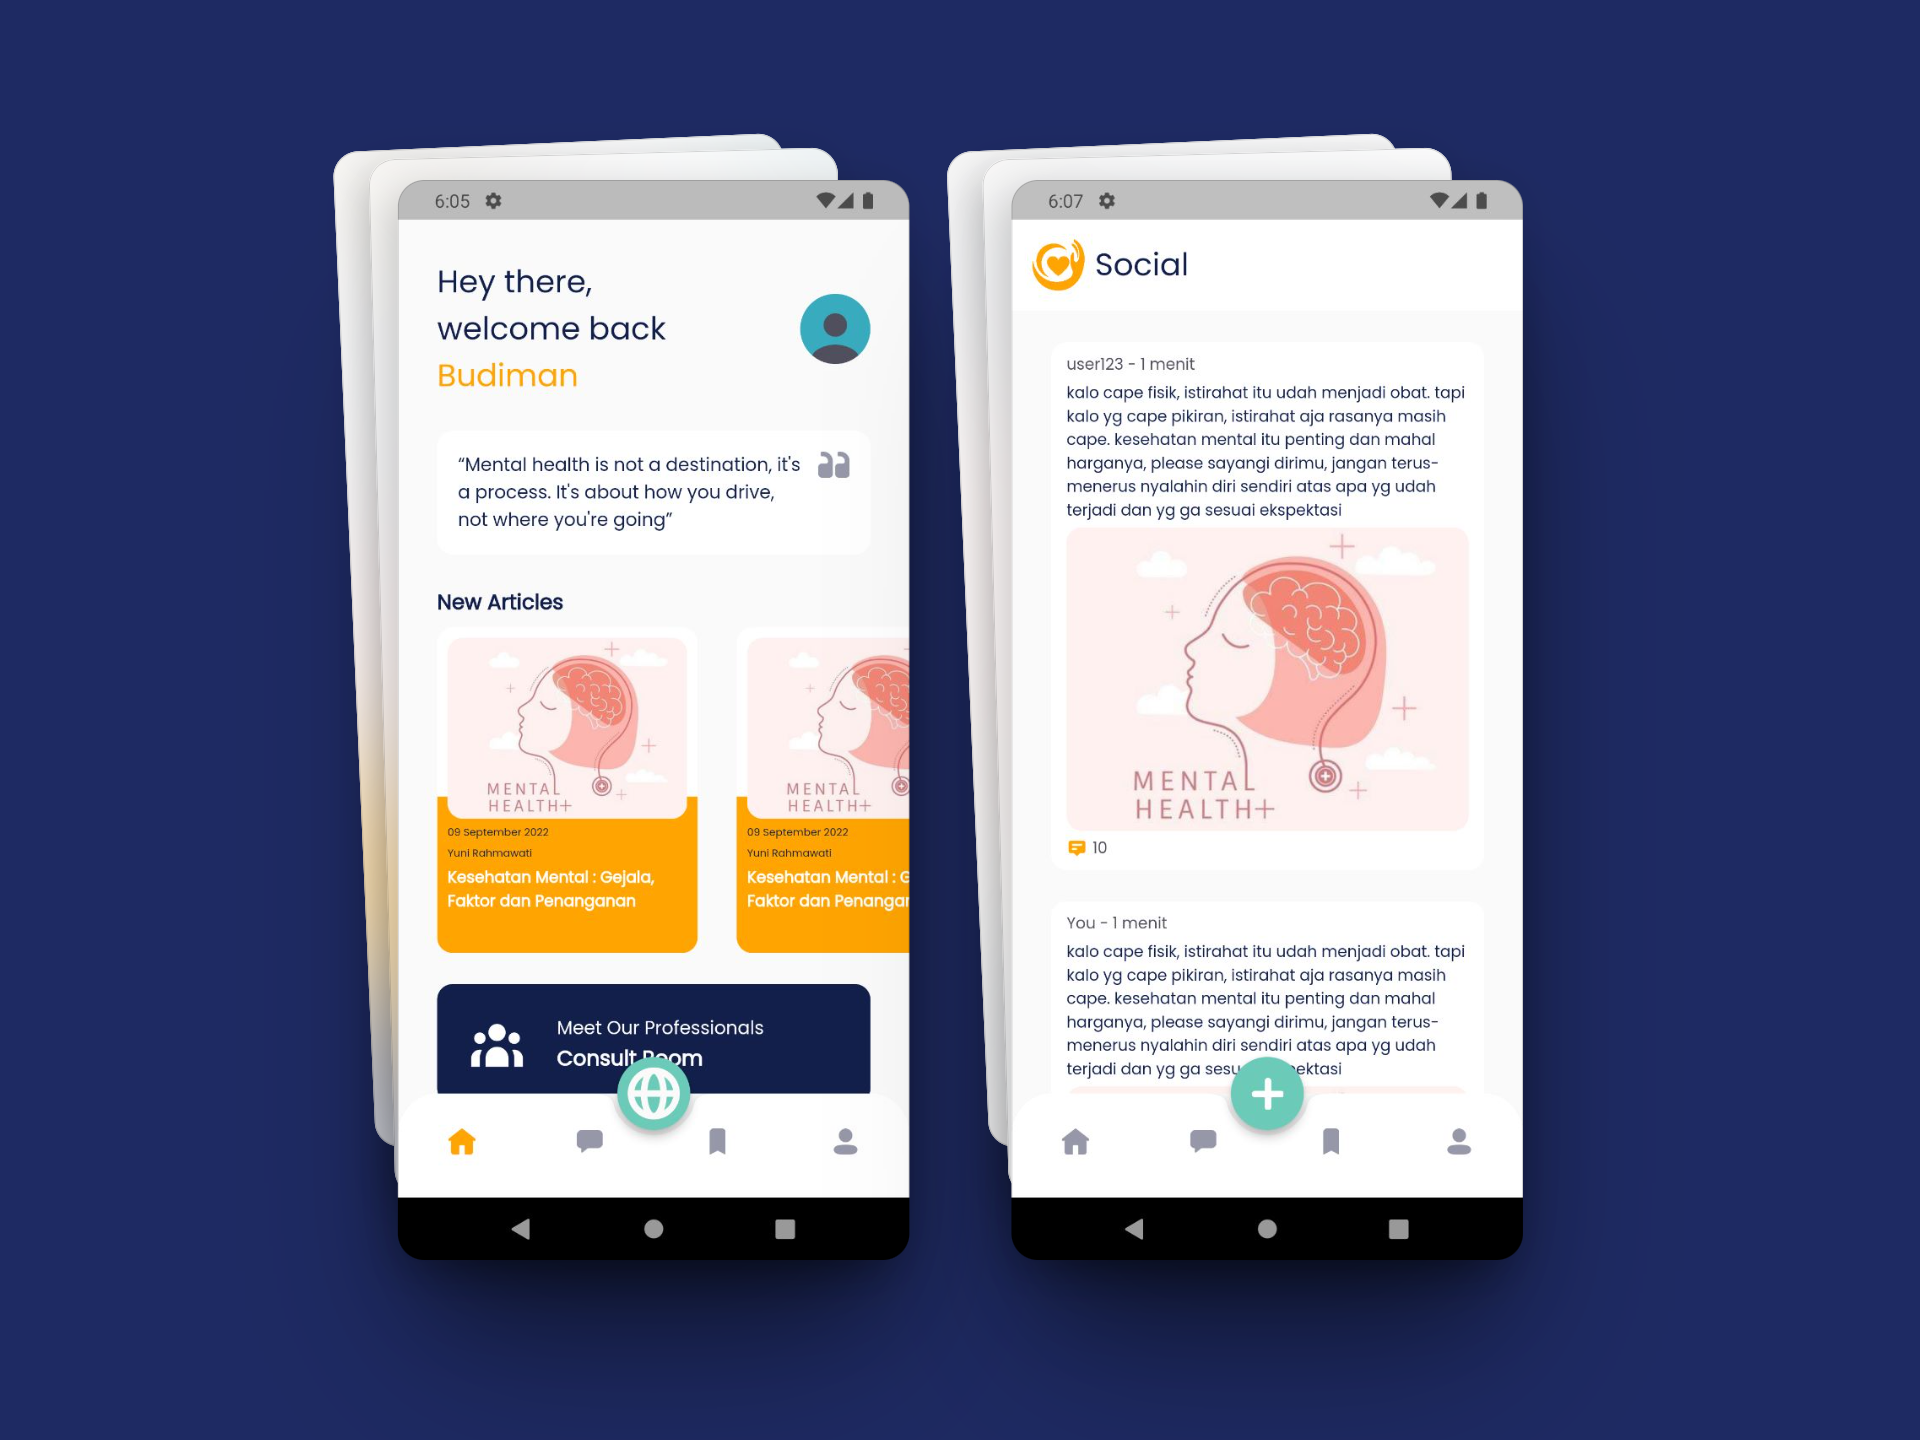 6:05
Hey there,
welcome back
Budiman
“Mental health is not a destination, it's
a process. It's about how you drive,
not where you're going”
New Articles
MENTAL
HEALTH+
09 September 2022
Yuni Rahmawati
Kesehatan Mental : Gejala,
Faktor dan Penanganan
MENTAL
HEALTH+
09 September 2022
Yuni Rahmawati
Kesehatan Mental : G
Faktor dan Penangan
Meet Our Professionals
Consult Room
6:07
Social
user123 - 1 menit
kalo cape fisik, istirahat itu udah menjadi obat. tapi
kalo yg cape pikiran, istirahat aja rasanya masih
cape. kesehatan mental itu penting dan mahal
harganya, please sayangi dirimu, jangan terus-
menerus nyalahin diri sendiri atas apa yg udah
terjadi dan yg ga sesuai ekspektasi
MENTAL
HEALTH+
10
You - 1 menit
kalo cape fisik, istirahat itu udah menjadi obat. tapi
kalo yg cape pikiran, istirahat aja rasanya masih
cape. kesehatan mental itu penting dan mahal
harganya, please sayangi dirimu, jangan terus-
menerus nyalahin diri sendiri atas apa yg udah
terjadi dan yg ga sesu ektasi